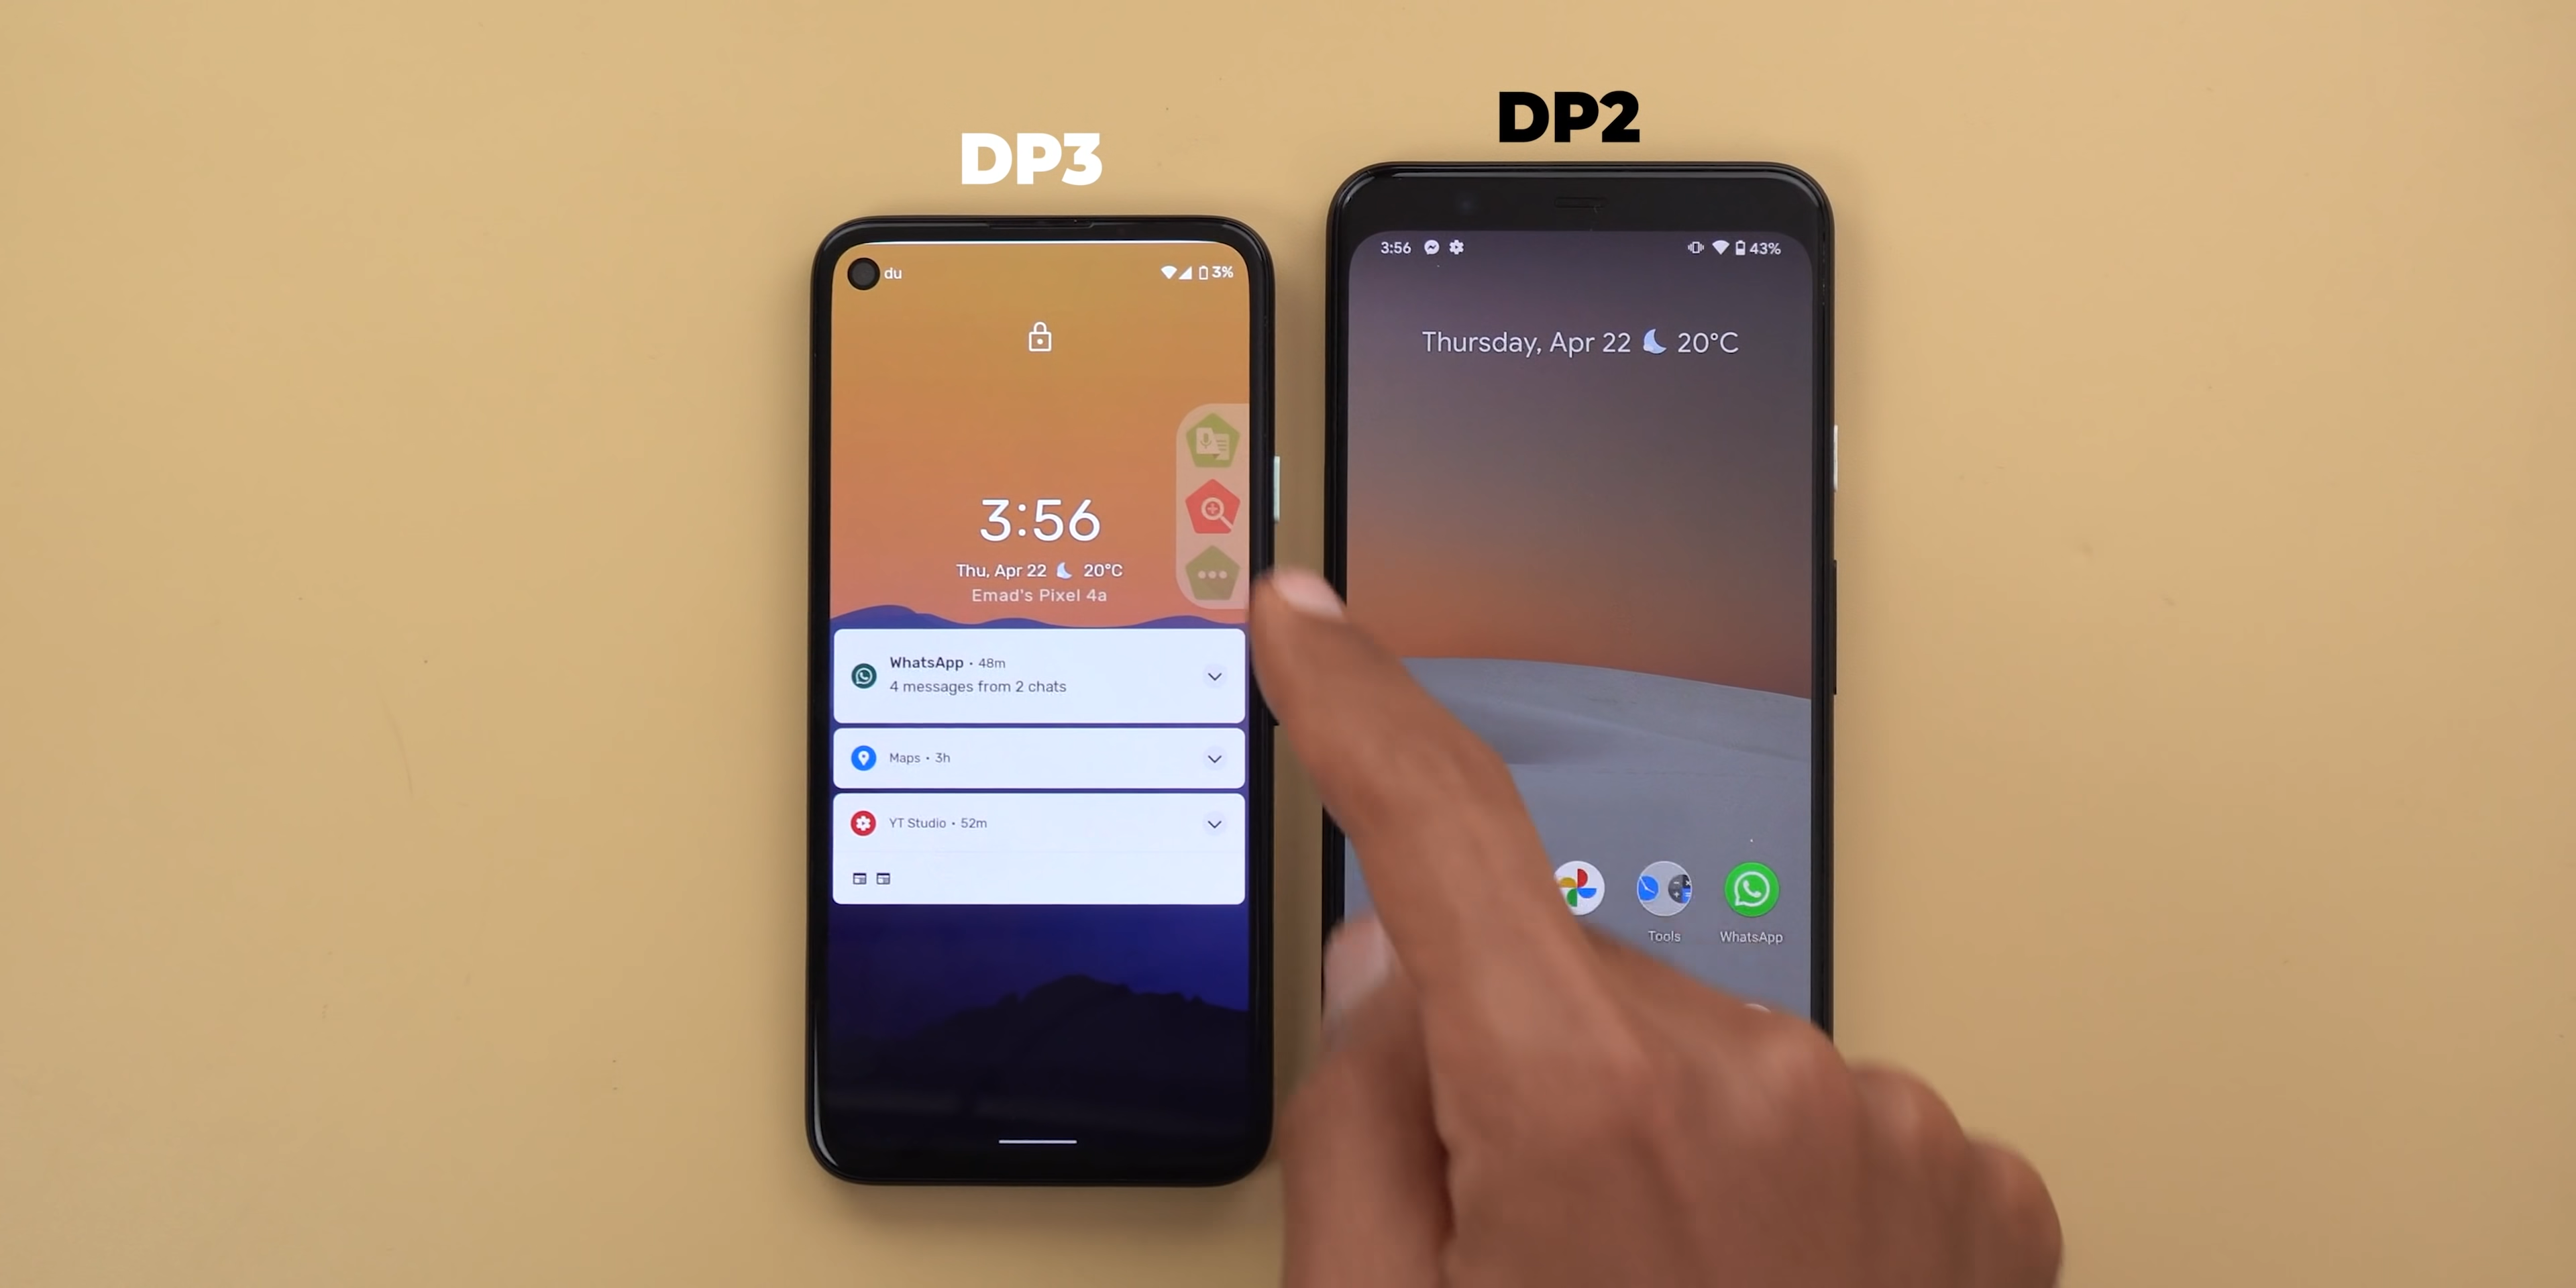 DP3
DP2
du
3%
3:56
Thu, Apr 22 20°C
Emad's Pixel 4a
WhatsApp • 48m
4 messages from 2 chats
Maps • 3h
YT Studio • 52m
3:56
43%
Thursday, Apr 22 20°C
Tools
WhatsApp